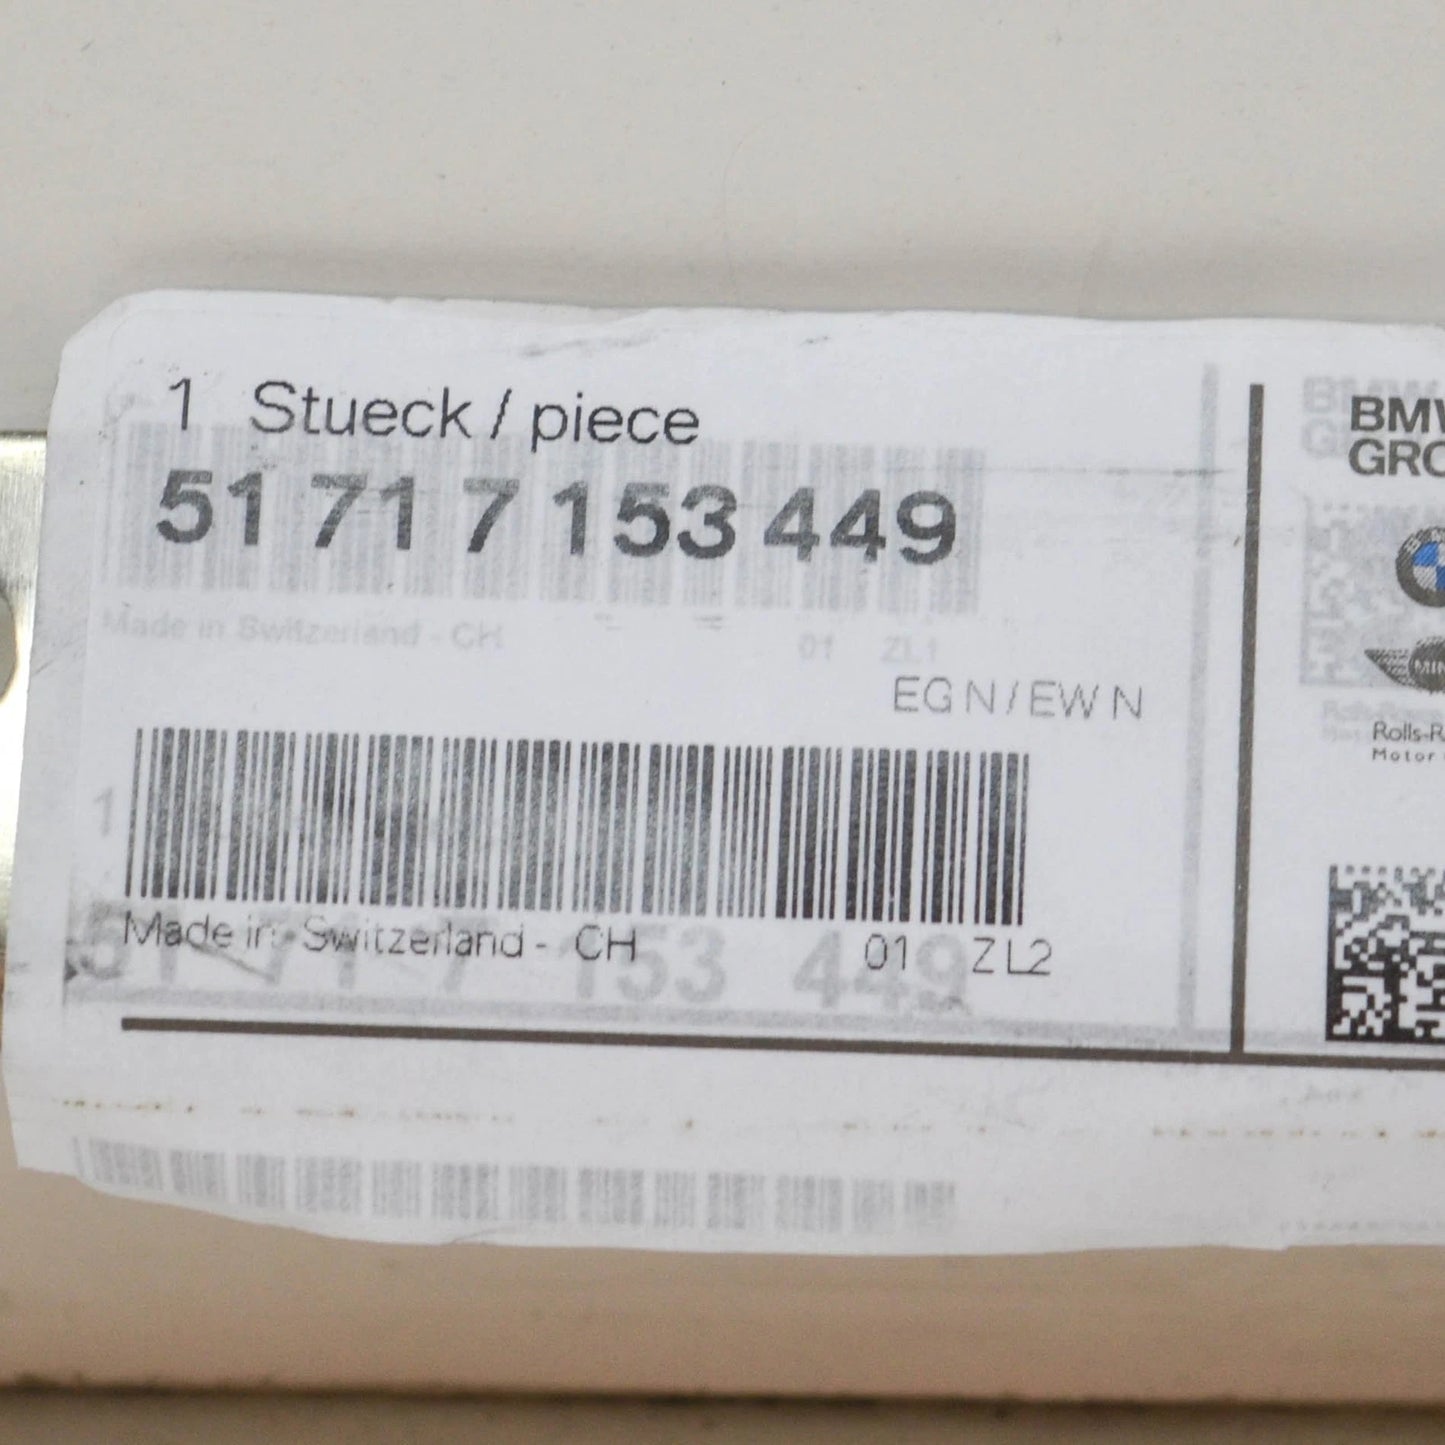 1 Stueck / piece
51 71 7 153 449
Made in Switzerland - CH 01 ZL1
EG N / EW N
1
Made in Switzerland - CH 01 ZL2
51 71 7 153 449
BMW
GRO
MIN
Rolls-R
Motor